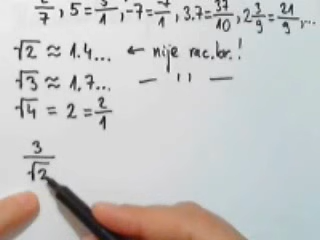 2/7, 5 = 5/1, -7 = -7/1, 3.7 = 37/10, 2 3/9 = 21/9, ...
√2 ≈ 1.4... ← nije rac. br.!
√3 ≈ 1.7... — '' —
√4 = 2 = 2/1
3/√2